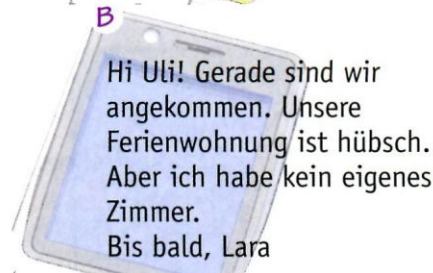 B
Hi Uli! Gerade sind wir
angekommen. Unsere
Ferienwohnung ist hübsch.
Aber ich habe kein eigenes
Zimmer.
Bis bald, Lara